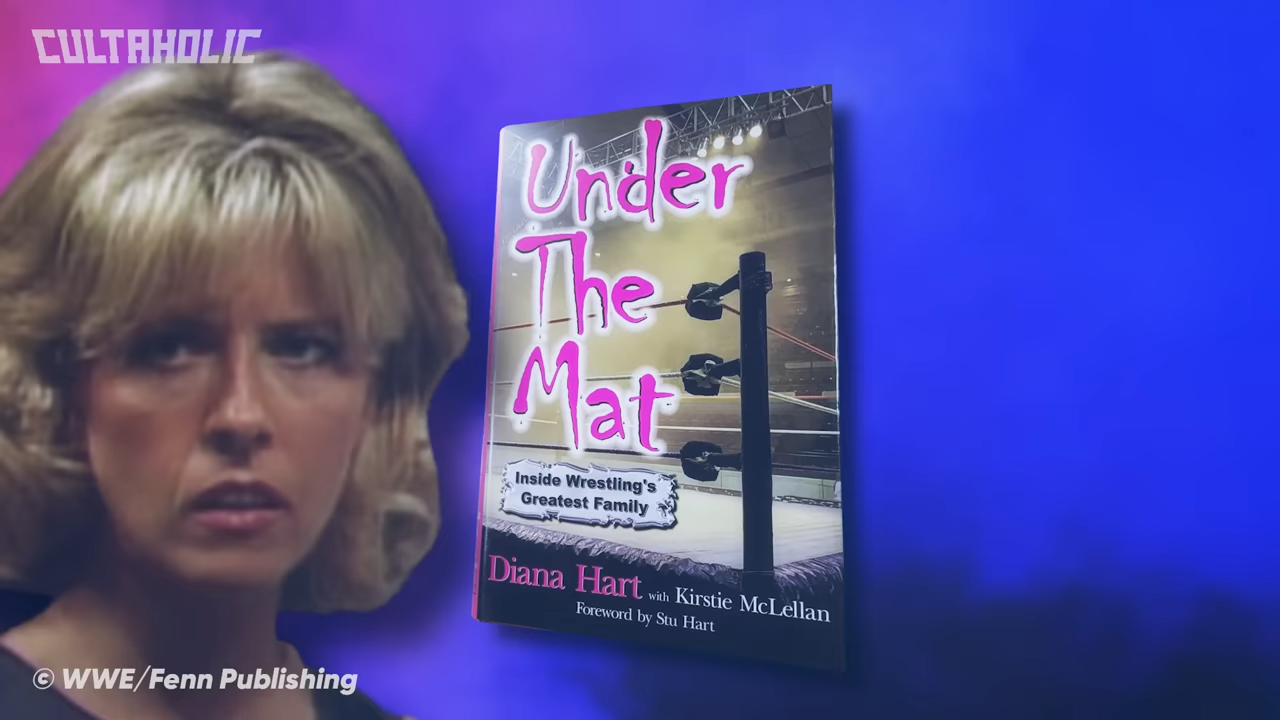 CULTAHOLIC
Under
The
Mat
Inside Wrestling's
Greatest Family
Diana Hart with Kirstie McLellan
Foreword by Stu Hart
© WWE/Fenn Publishing